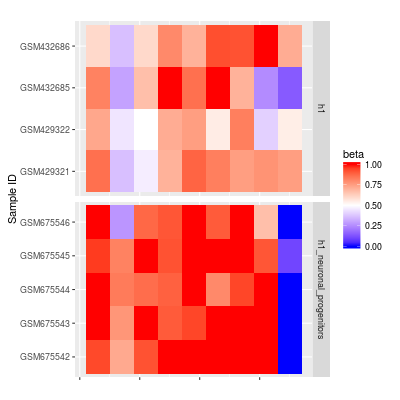 Sample ID
GSM432686
GSM432685
GSM429322
GSM429321
h1
GSM675546
GSM675545
GSM675544
GSM675543
GSM675542
h1_neuronal_progenitors
beta
1.00
0.75
0.50
0.25
0.00